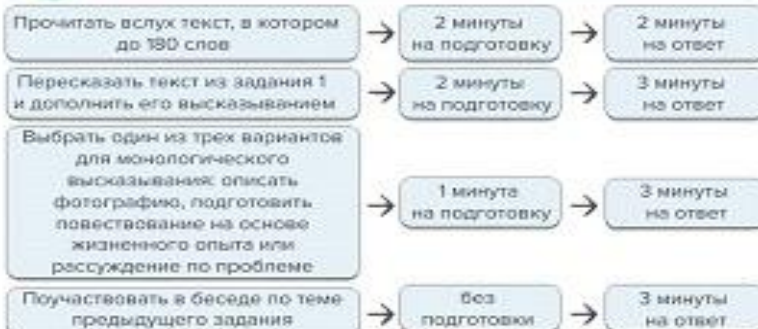 Прочитать вслух текст, в котором
до 180 слов
2 минуты
на подготовку
2 минуты
на ответ
Пересказать текст из задания 1
и дополнить его высказыванием
2 минуты
на подготовку
3 минуты
на ответ
Выбрать один из трех вариантов
для монологического
высказывания: описать
фотографию, подготовить
повествование на основе
жизненного опыта или
рассуждение по проблеме
1 минута
на подготовку
3 минуты
на ответ
Поучаствовать в беседе по теме
предыдущего задания
без
подготовки
3 минуты
на ответ